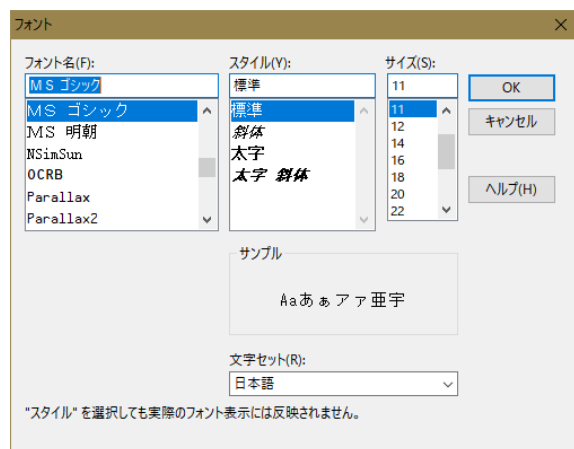 フォント
フォント名(F):
ＭＳ ゴシック
ＭＳ ゴシック
ＭＳ 明朝
NSimSun
OCRB
Parallax
Parallax2
スタイル(Y):
標準
標準
斜体
太字
太字 斜体
サイズ(S):
11
11
12
14
16
18
20
22
OK
キャンセル
ヘルプ(H)
サンプル
Aaあぁアァ亜宇
文字セット(R):
日本語
"スタイル" を選択しても実際のフォント表示には反映されません。